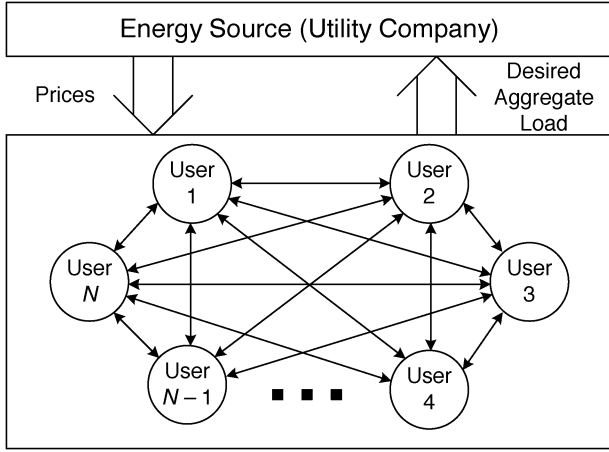 Energy Source (Utility Company)
Prices
Desired
Aggregate
Load
User
1
User
2
User
N
User
3
User
N – 1
User
4